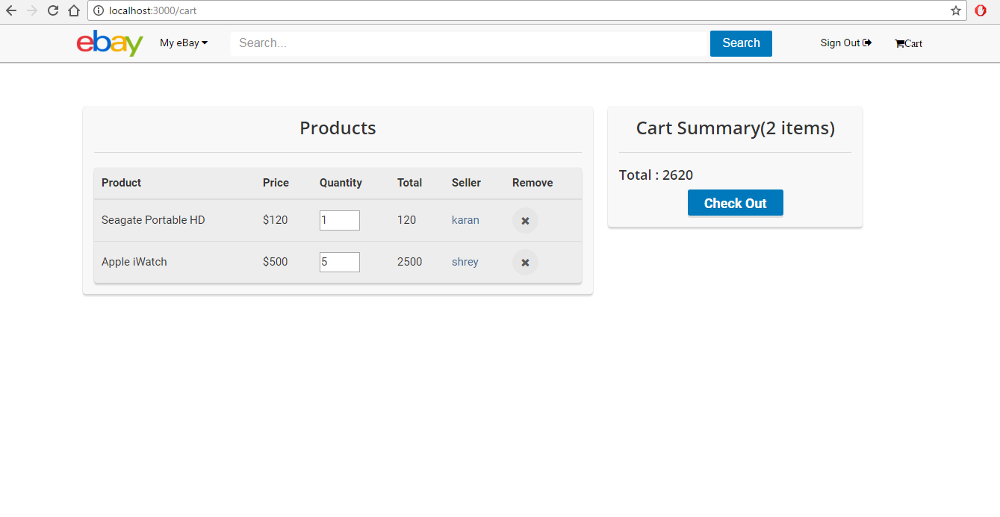 localhost:3000/cart
ebay My eBay Search... Search Sign Out Cart
Products
Product Price Quantity Total Seller Remove
Seagate Portable HD $120 1 120 karan
Apple iWatch $500 5 2500 shrey
Cart Summary(2 items)
Total : 2620
Check Out